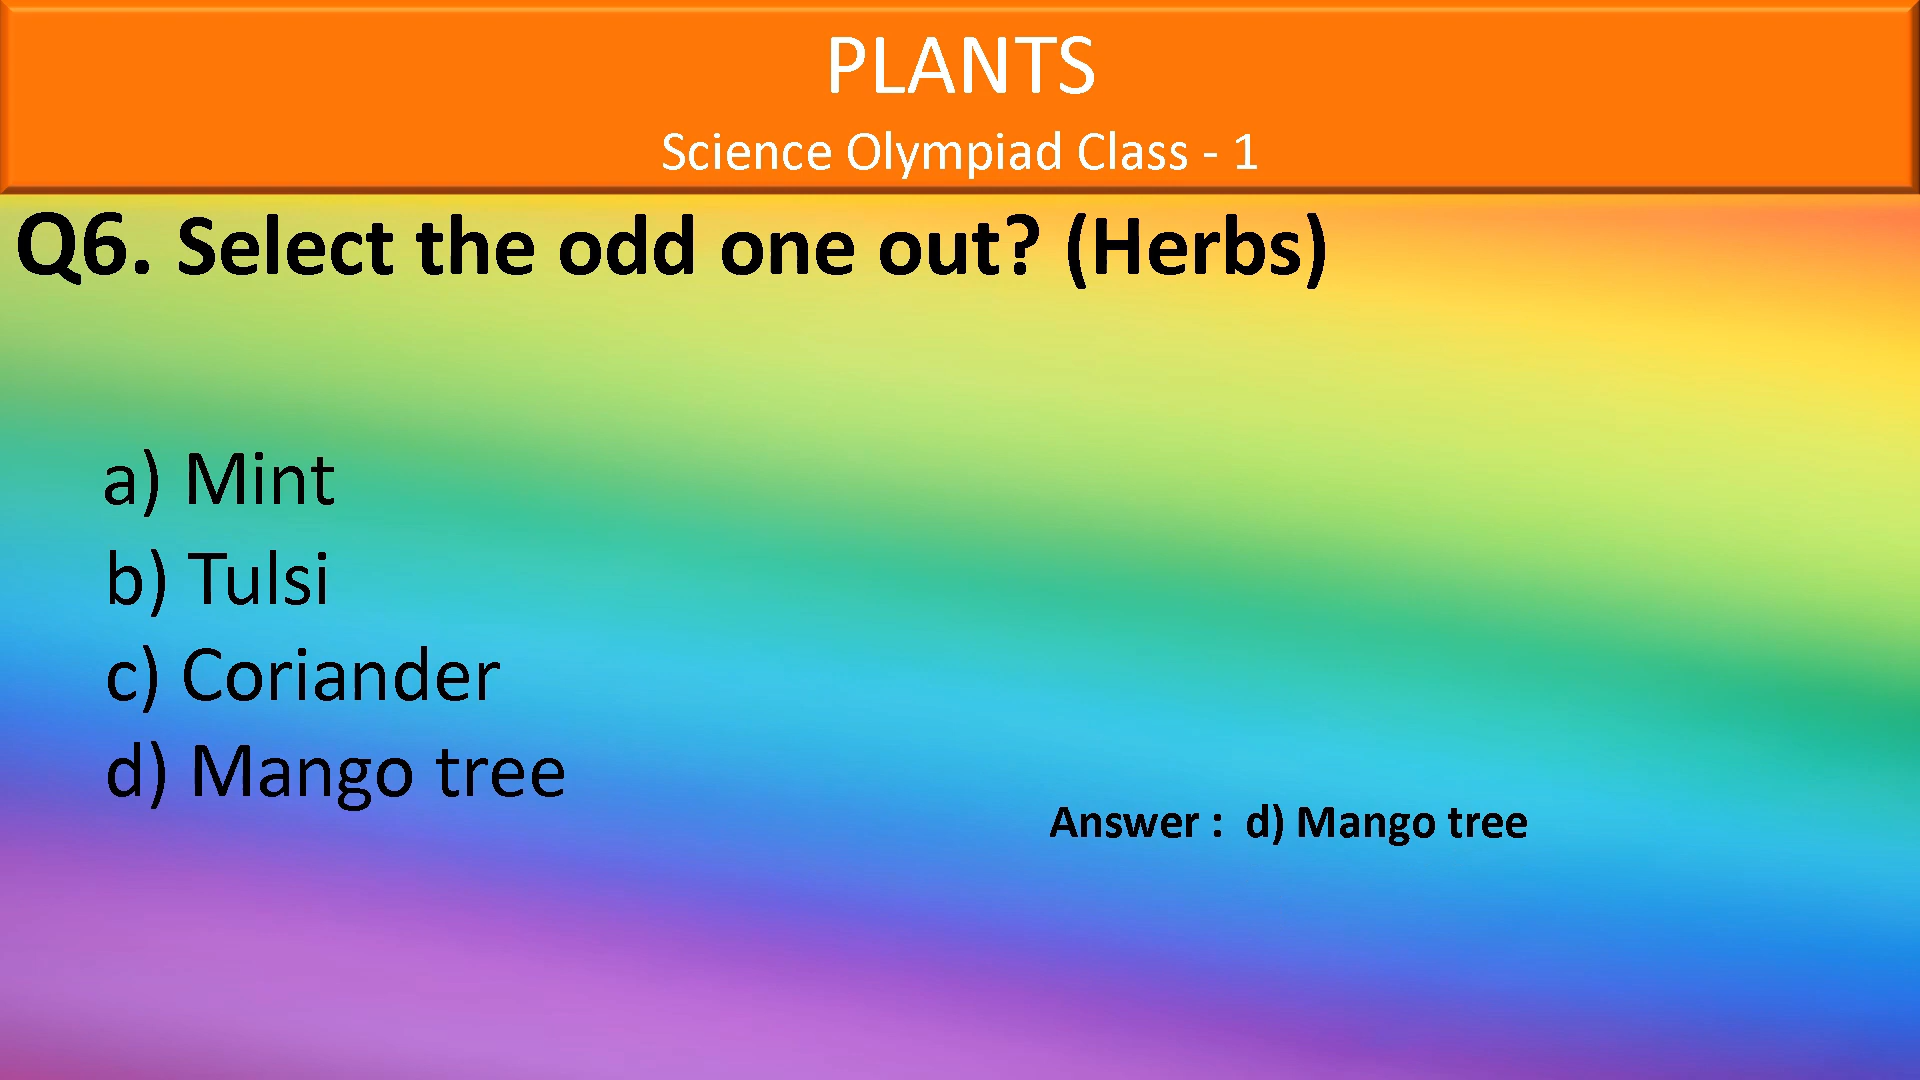 PLANTS
Science Olympiad Class - 1
Q6. Select the odd one out? (Herbs)
a) Mint
b) Tulsi
c) Coriander
d) Mango tree
Answer : d) Mango tree